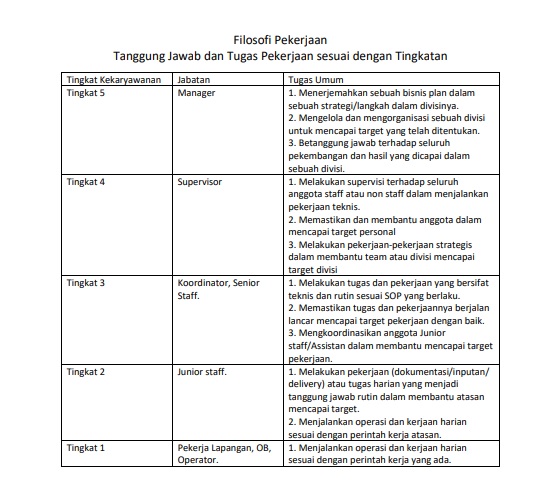 Filosofi Pekerjaan
Tanggung Jawab dan Tugas Pekerjaan sesuai dengan Tingkatan
Tingkat Kekaryawanan Jabatan Tugas Umum
Tingkat 5 Manager 1. Menerjemahkan sebuah bisnis plan dalam
sebuah strategi/langkah dalam divisinya.
2. Mengelola dan mengorganisasi sebuah divisi
untuk mencapai target yang telah ditentukan.
3. Betanggung jawab terhadap seluruh
pekembangan dan hasil yang dicapai dalam
sebuah divisi.
Tingkat 4 Supervisor 1. Melakukan supervisi terhadap seluruh
anggota staff atau non staff dalam menjalankan
pekerjaan teknis.
2. Memastikan dan membantu anggota dalam
mencapai target personal
3. Melakukan pekerjaan-pekerjaan strategis
dalam membantu team atau divisi mencapai
target divisi
Tingkat 3 Koordinator, Senior 1. Melakukan tugas dan pekerjaan yang bersifat
Staff. teknis dan rutin sesuai SOP yang berlaku.
2. Memastikan tugas dan pekerjaannya berjalan
lancar mencapai target pekerjaan dengan baik.
3. Mengkoordinasikan anggota Junior
staff/Assistan dalam membantu mencapai target
pekerjaan.
Tingkat 2 Junior staff. 1. Melakukan pekerjaan (dokumentasi/inputan/
delivery) atau tugas harian yang menjadi
tanggung jawab rutin dalam membantu atasan
mencapai target.
2. Menjalankan operasi dan kerjaan harian
sesuai dengan perintah kerja atasan.
Tingkat 1 Pekerja Lapangan, OB, 1. Menjalankan operasi dan kerjaan harian
Operator. sesuai dengan perintah kerja yang ada.